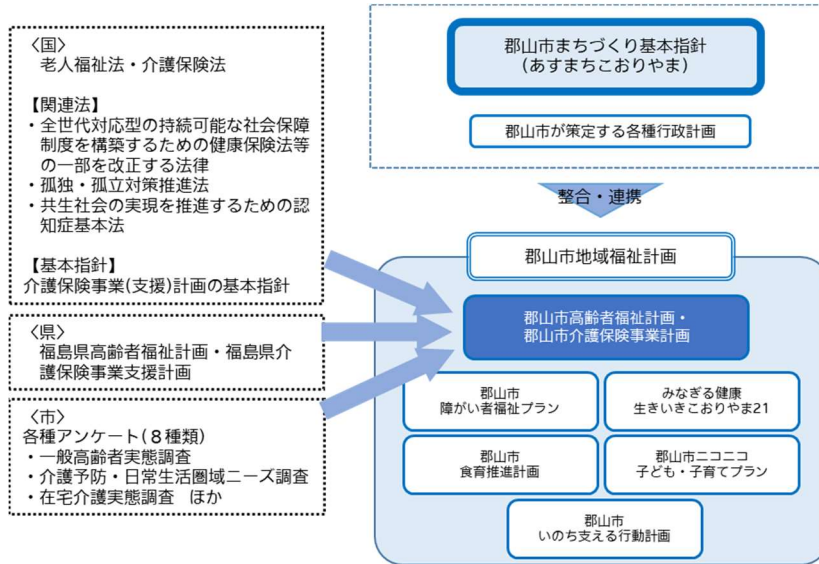 〈国〉
老人福祉法・介護保険法
【関連法】
・全世代対応型の持続可能な社会保障
制度を構築するための健康保険法等
の一部を改正する法律
・孤独・孤立対策推進法
・共生社会の実現を推進するための認
知症基本法
【基本指針】
介護保険事業(支援)計画の基本指針
〈県〉
福島県高齢者福祉計画・福島県介
護保険事業支援計画
〈市〉
各種アンケート(８種類)
・一般高齢者実態調査
・介護予防・日常生活圏域ニーズ調査
・在宅介護実態調査　ほか
郡山市まちづくり基本指針
(あすまちこおりやま)
郡山市が策定する各種行政計画
整合・連携
郡山市地域福祉計画
郡山市高齢者福祉計画・
郡山市介護保険事業計画
郡山市
障がい者福祉プラン
みなぎる健康
生きいきこおりやま21
郡山市
食育推進計画
郡山市ニコニコ
子ども・子育てプラン
郡山市
いのち支える行動計画